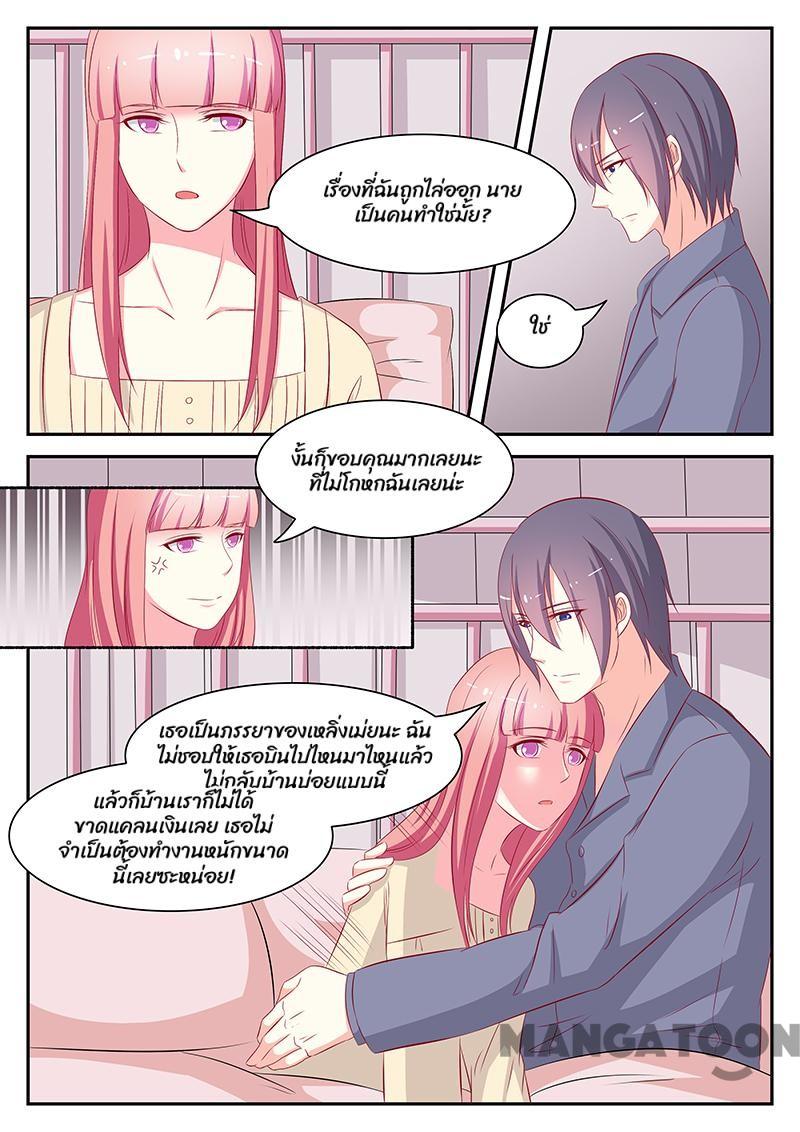 เรื่องที่ฉันถูกไล่ออก นาย
เป็นคนทำใช่มั้ย?
ใช่
งั้นก็ขอบคุณมากเลยนะ
ที่ไม่โกหกฉันเลยน่ะ
เธอเป็นภรรยาของเหลิ่งเม่ยนะ ฉัน
ไม่ชอบให้เธอบินไปไหนมาไหนแล้ว
ไม่กลับบ้านบ่อยแบบนี้
แล้วก็บ้านเราก็ไม่ได้
ขาดแคลนเงินเลย เธอไม่
จำเป็นต้องทำงานหนักขนาด
นี้เลยซะหน่อย!
MANGATOON